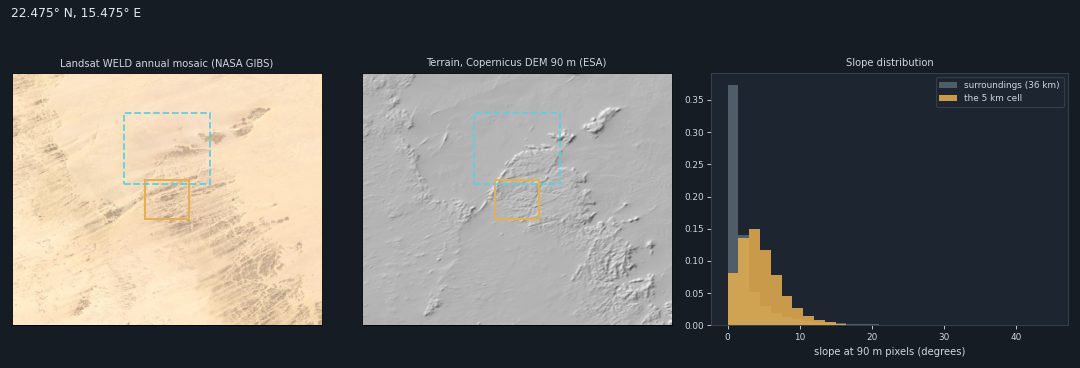 22.475° N, 15.475° E
Landsat WELD annual mosaic (NASA GIBS)
Terrain, Copernicus DEM 90 m (ESA)
Slope distribution
surroundings (36 km)
the 5 km cell
0.35
0.30
0.25
0.20
0.15
0.10
0.05
0.00
0 10 20 30 40
slope at 90 m pixels (degrees)